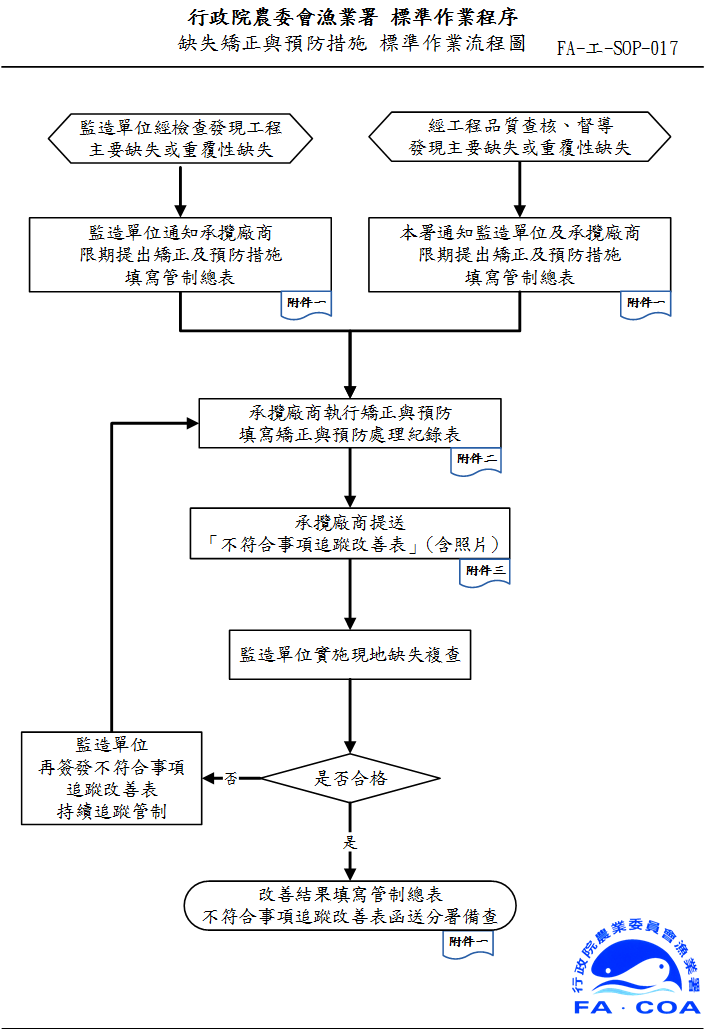 行政院農委會漁業署 標準作業程序
缺失矯正與預防措施 標準作業流程圖 FA-工-SOP-017
監造單位經檢查發現工程
主要缺失或重覆性缺失
經工程品質查核、督導
發現主要缺失或重覆性缺失
監造單位通知承攬廠商
限期提出矯正及預防措施
填寫管制總表
附件一
本署通知監造單位及承攬廠商
限期提出矯正及預防措施
填寫管制總表
附件一
承攬廠商執行矯正與預防
填寫矯正與預防處理紀錄表
附件二
承攬廠商提送
「不符合事項追蹤改善表」(含照片)
附件三
監造單位實施現地缺失複查
監造單位
再簽發不符合事項
追蹤改善表
持續追蹤管制
否
是否合格
是
改善結果填寫管制總表
不符合事項追蹤改善表函送分署備查
附件一
行政院農業委員會漁業署
FA·COA